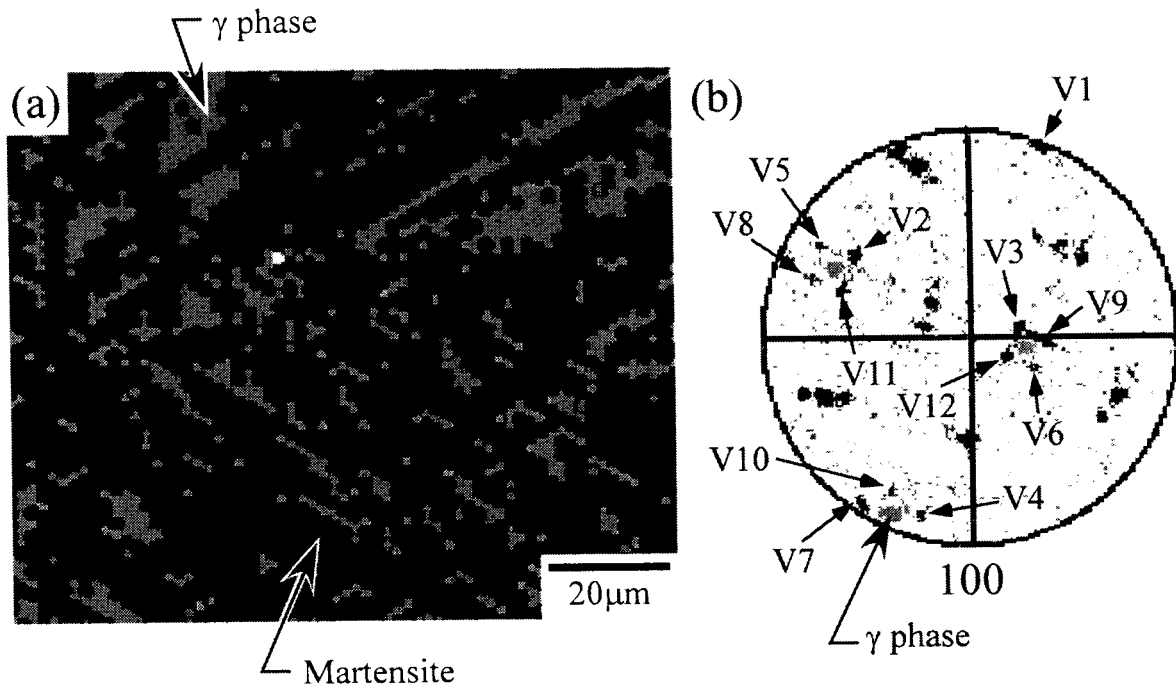 γ phase
(a)
20μm
Martensite
(b)
V1
V5
V2
V8
V3
V9
V11
V12
V6
V10
V4
V7
100
γ phase